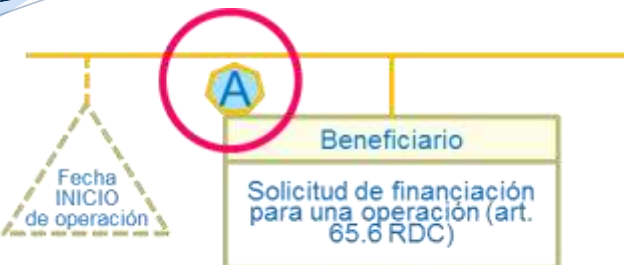 A
Beneficiario
Fecha
INICIO
de operación
Solicitud de financiación
para una operación (art.
65.6 RDC)